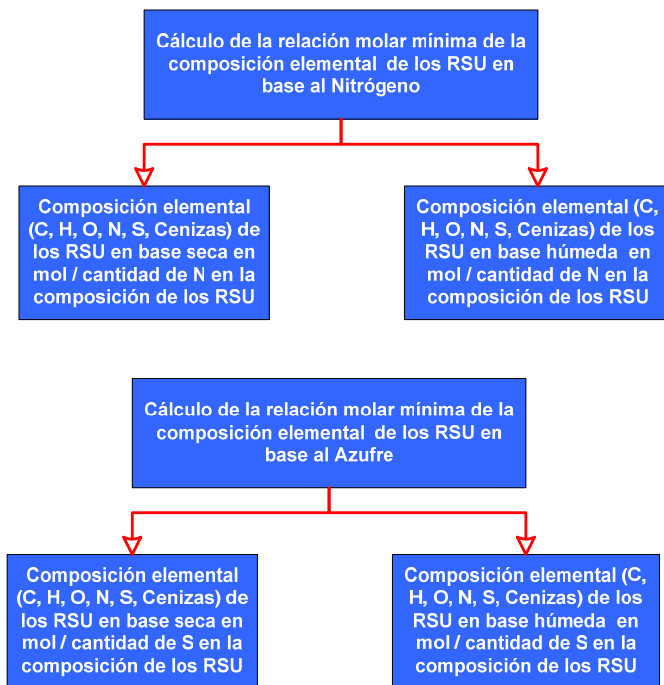 Cálculo de la relación molar mínima de la
composición elemental de los RSU en
base al Nitrógeno
Composición elemental
(C, H, O, N, S, Cenizas) de
los RSU en base seca en
mol / cantidad de N en la
composición de los RSU
Composición elemental (C,
H, O, N, S, Cenizas) de los
RSU en base húmeda en
mol / cantidad de N en la
composición de los RSU
Cálculo de la relación molar mínima de la
composición elemental de los RSU en
base al Azufre
Composición elemental
(C, H, O, N, S, Cenizas) de
los RSU en base seca en
mol / cantidad de S en la
composición de los RSU
Composición elemental (C,
H, O, N, S, Cenizas) de los
RSU en base húmeda en
mol / cantidad de S en la
composición de los RSU